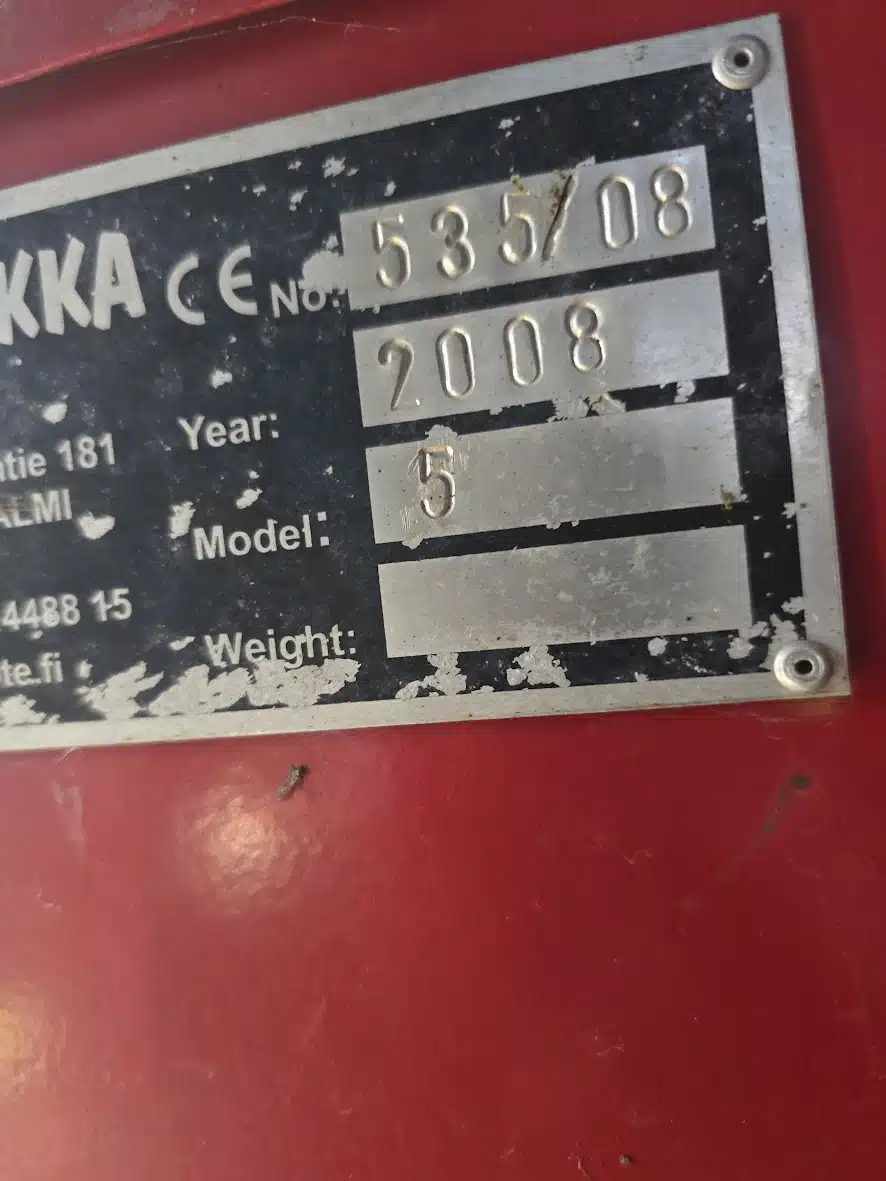 KKA CE No: 535/08
2008
Year:
tie 181
ALMI
5
Model:
4488 15
Weight:
te.fi